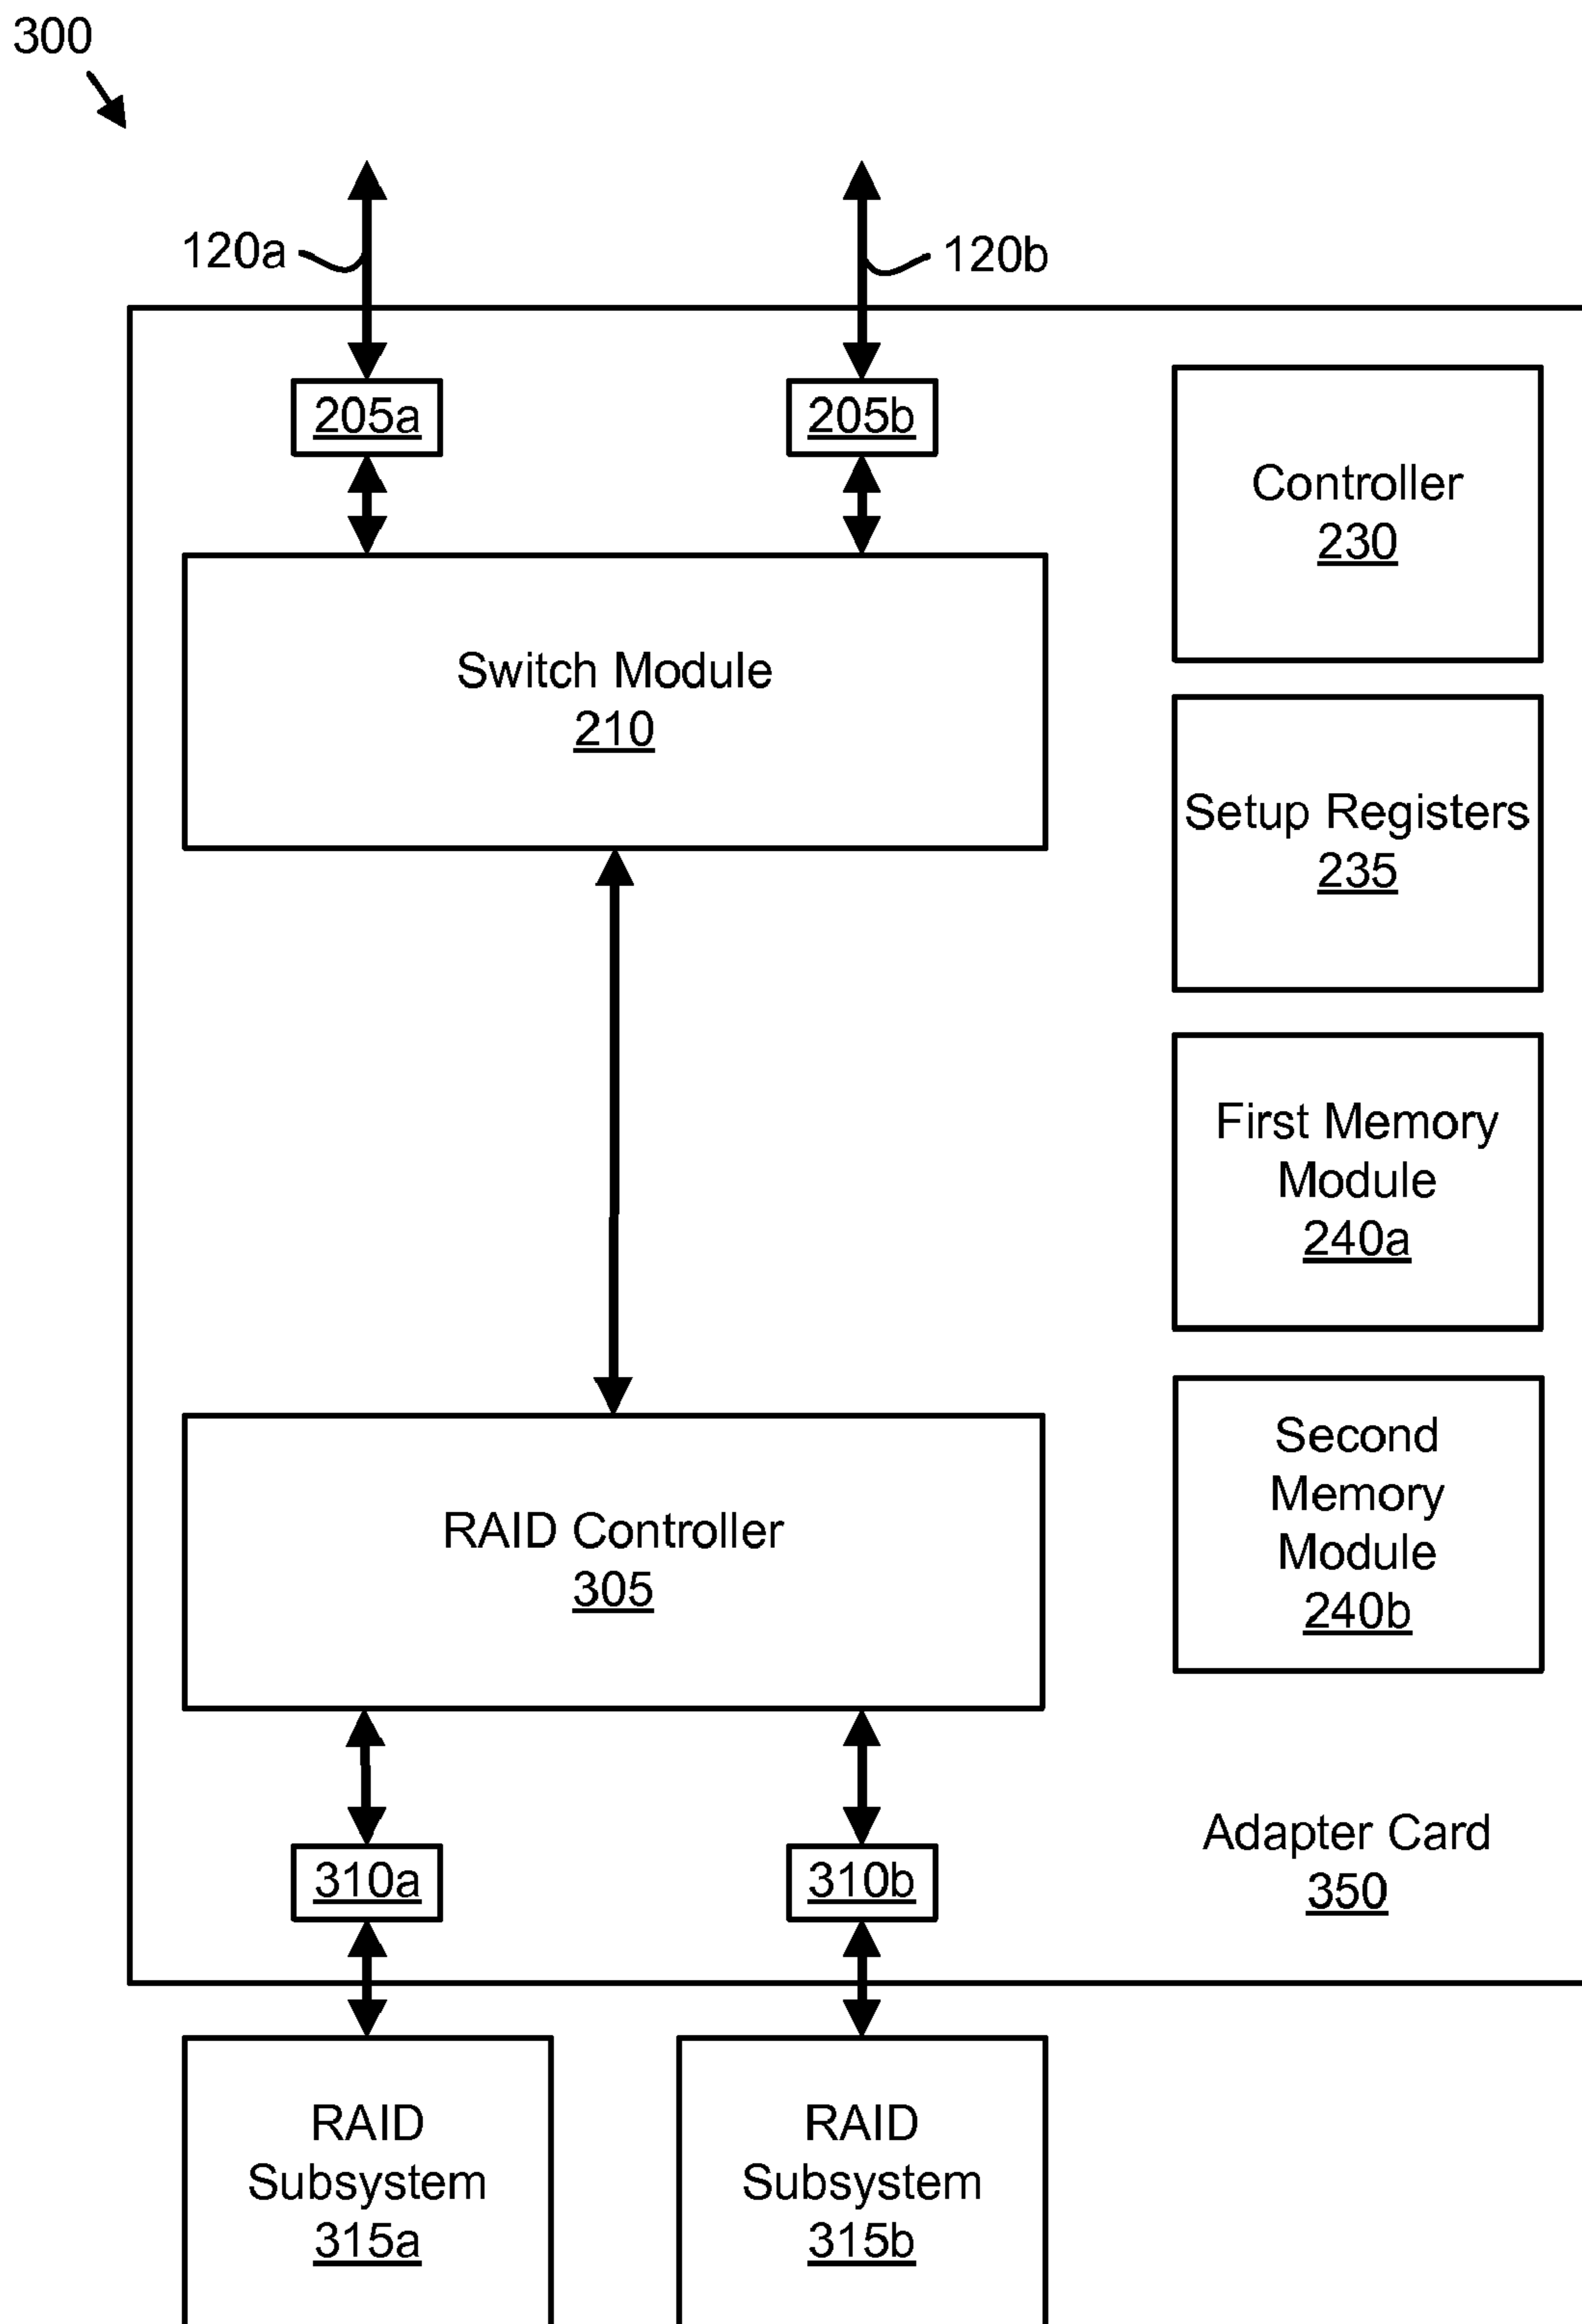 300
120a
120b
205a
205b
Controller
230
Switch Module
210
Setup Registers
235
First Memory
Module
240a
Second
Memory
Module
240b
RAID Controller
305
310a
310b
Adapter Card
350
RAID
Subsystem
315a
RAID
Subsystem
315b